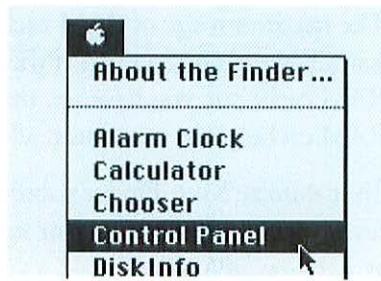 About the Finder...
Alarm Clock
Calculator
Chooser
Control Panel
DiskInfo